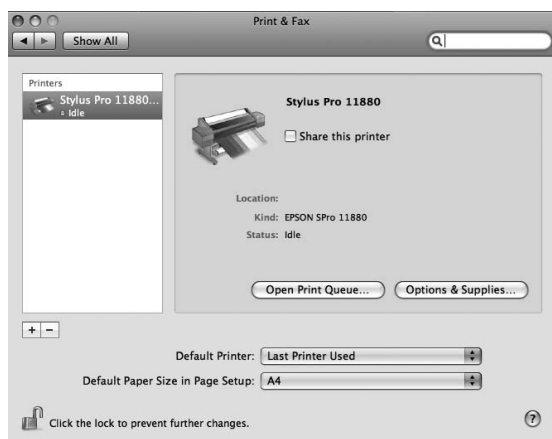 Print & Fax
Show All
Printers
Stylus Pro 11880...
Idle
Stylus Pro 11880
Share this printer
Location:
Kind: EPSON SPro 11880
Status: Idle
Open Print Queue...
Options & Supplies...
+ −
Default Printer: Last Printer Used
Default Paper Size in Page Setup: A4
Click the lock to prevent further changes.
?